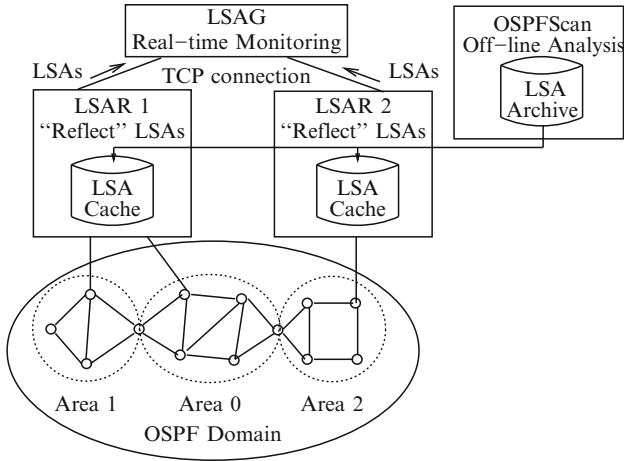 LSAG
Real−time Monitoring
OSPFScan
Off−line Analysis
LSAs
TCP connection
LSAs
LSA
Archive
LSAR 1
“Reflect” LSAs
LSAR 2
“Reflect” LSAs
LSA
Cache
LSA
Cache
Area 1
Area 0
Area 2
OSPF Domain